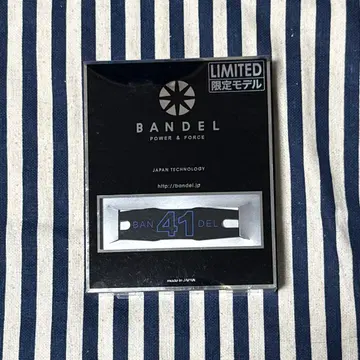 LIMITED
限定モデル
BANDEL
POWER & FORCE
JAPAN TECHNOLOGY
http://bandel.jp
BAN 41 DEL
made in JAPAN